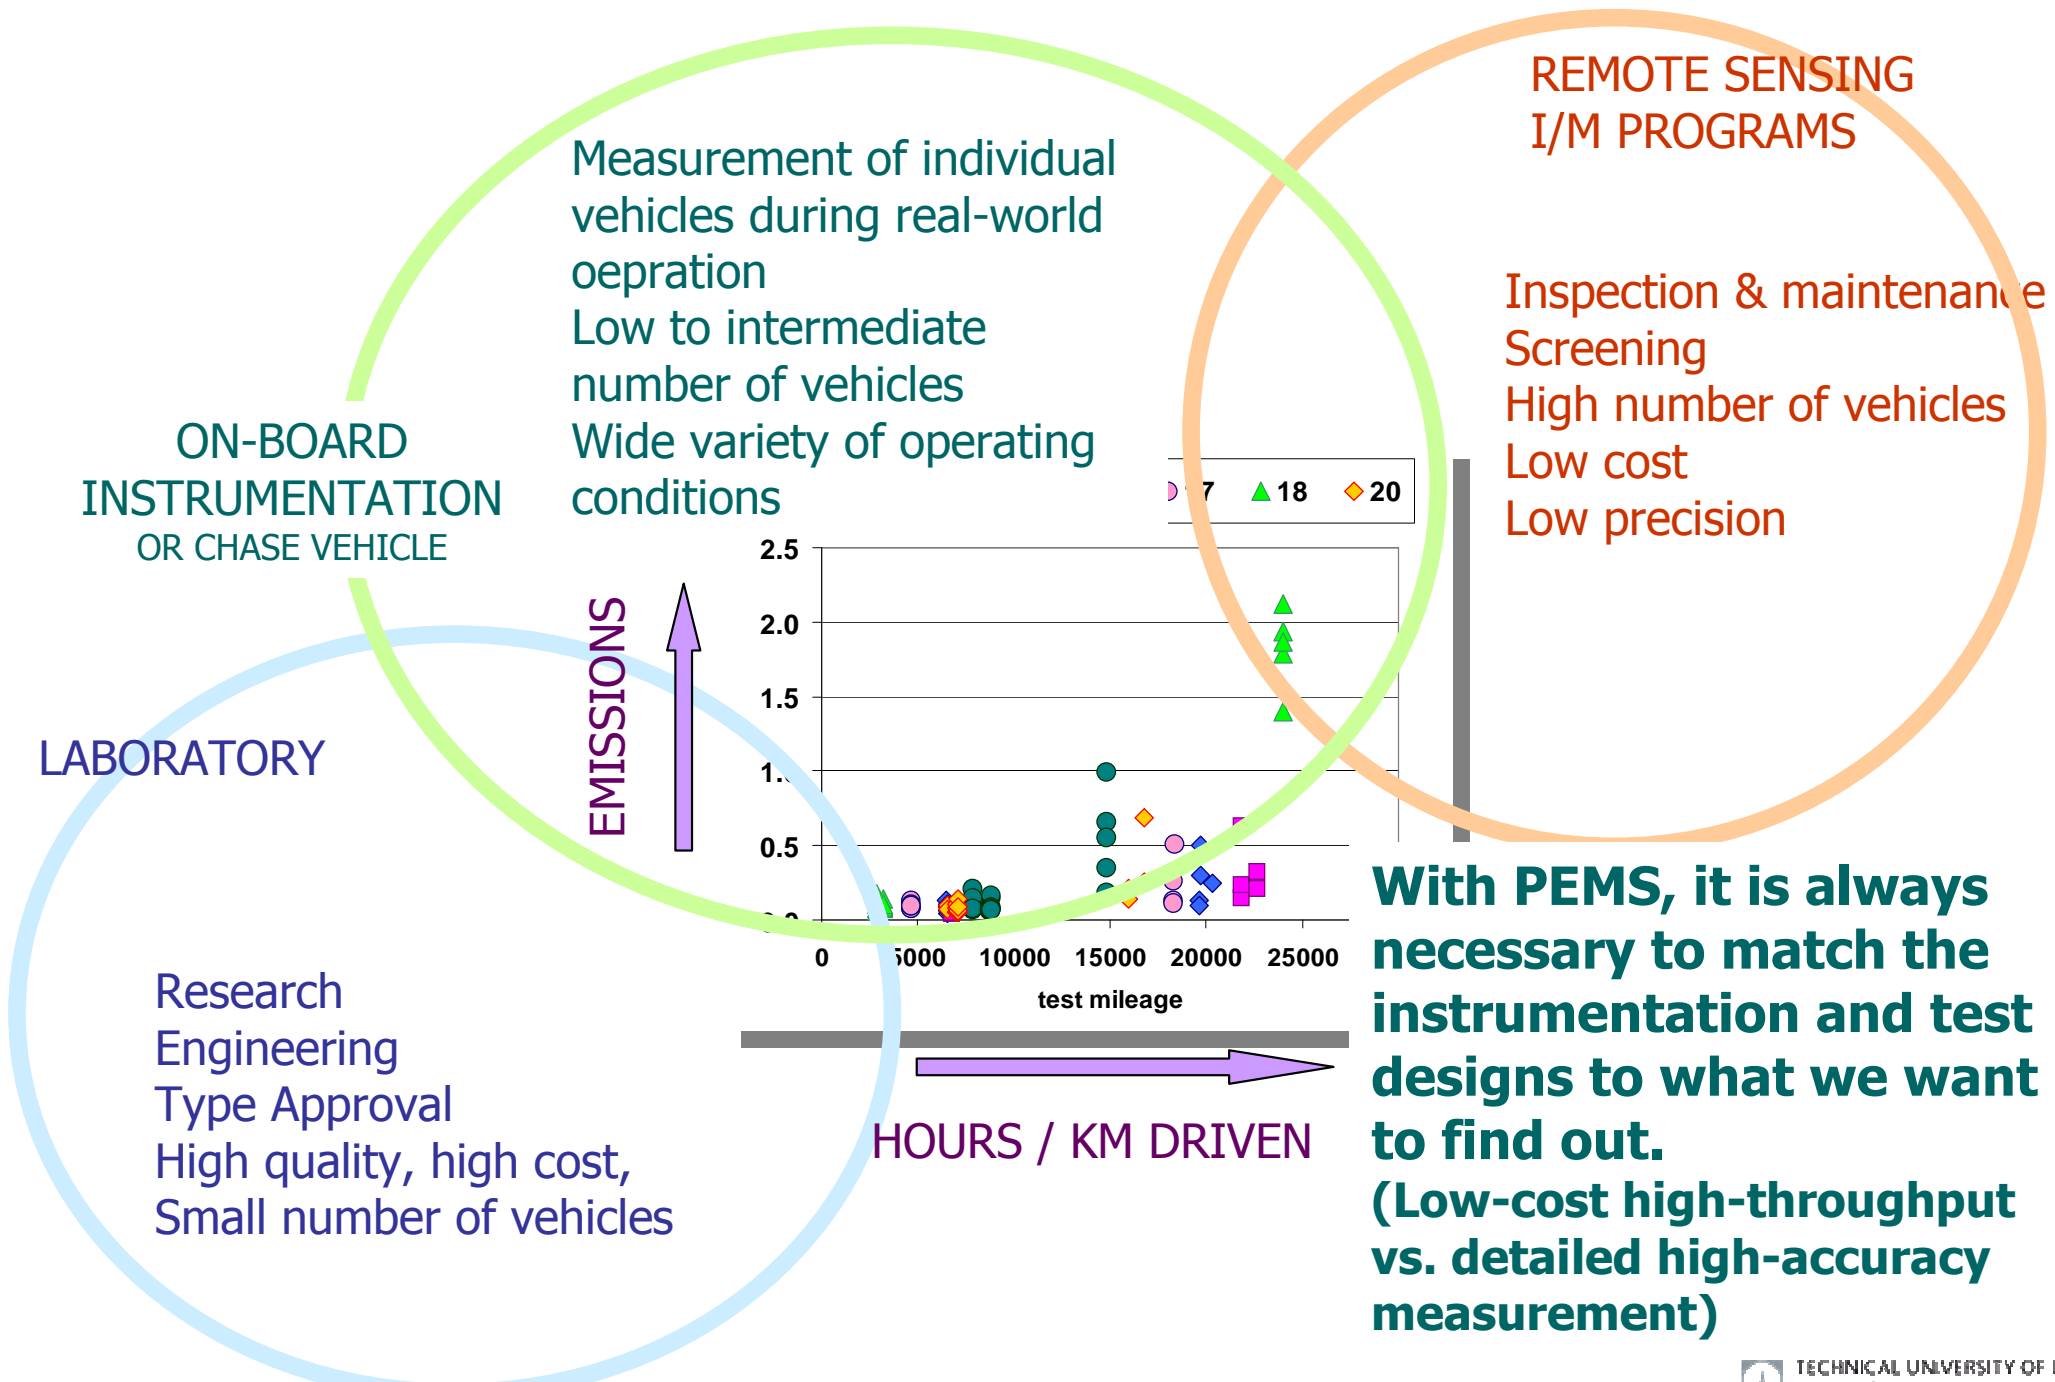 REMOTE SENSING
I/M PROGRAMS
Measurement of individual
vehicles during real-world
oepration
Low to intermediate
number of vehicles
Wide variety of operating
conditions
Inspection & maintenance
Screening
High number of vehicles
Low cost
Low precision
ON-BOARD
INSTRUMENTATION
OR CHASE VEHICLE
18 20
2.5
2.0
1.5
0.5
EMISSIONS
LABORATORY
0 5000 10000 15000 20000 25000
test mileage
HOURS / KM DRIVEN
Research
Engineering
Type Approval
High quality, high cost,
Small number of vehicles
With PEMS, it is always
necessary to match the
instrumentation and test
designs to what we want
to find out.
(Low-cost high-throughput
vs. detailed high-accuracy
measurement)
TECHNICAL UNIVERSITY OF